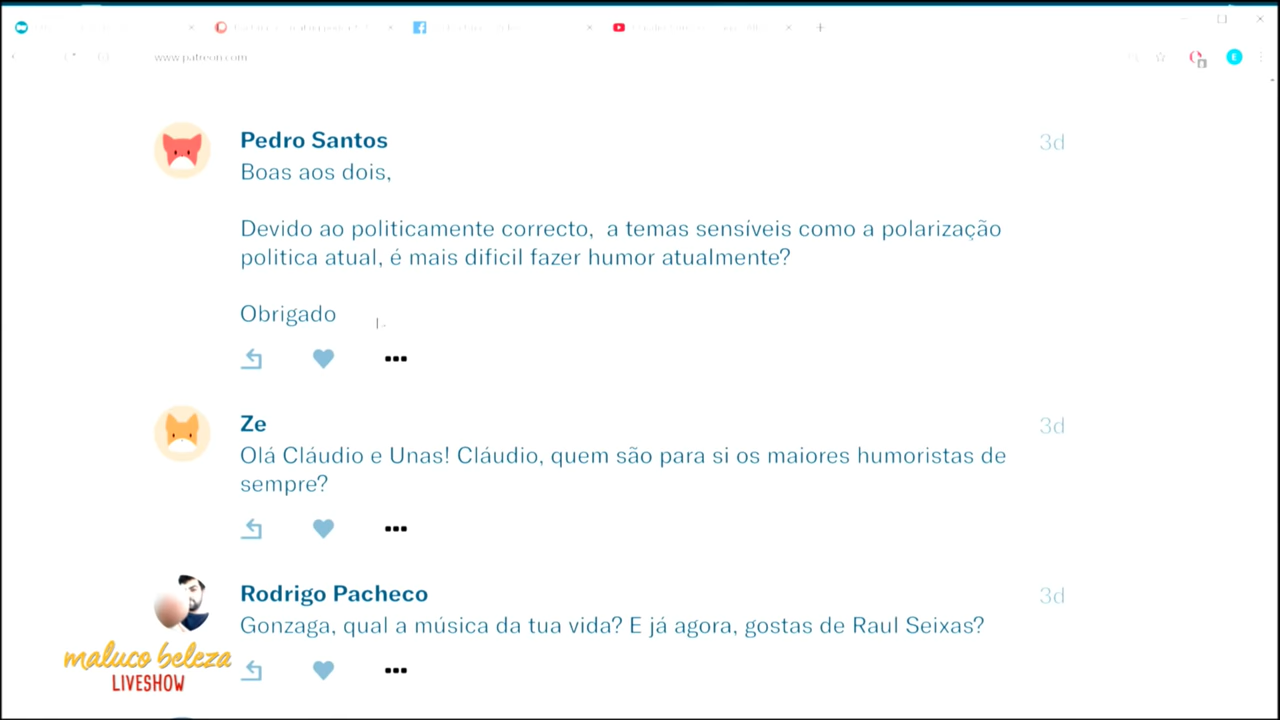 www.patreon.com
E
Pedro Santos
3d
Boas aos dois,
Devido ao politicamente correcto,  a temas sensíveis como a polarização
politica atual, é mais dificil fazer humor atualmente?
Obrigado
Ze
3d
Olá Cláudio e Unas! Cláudio, quem são para si os maiores humoristas de
sempre?
Rodrigo Pacheco
3d
Gonzaga, qual a música da tua vida? E já agora, gostas de Raul Seixas?
maluco beleza
LIVESHOW